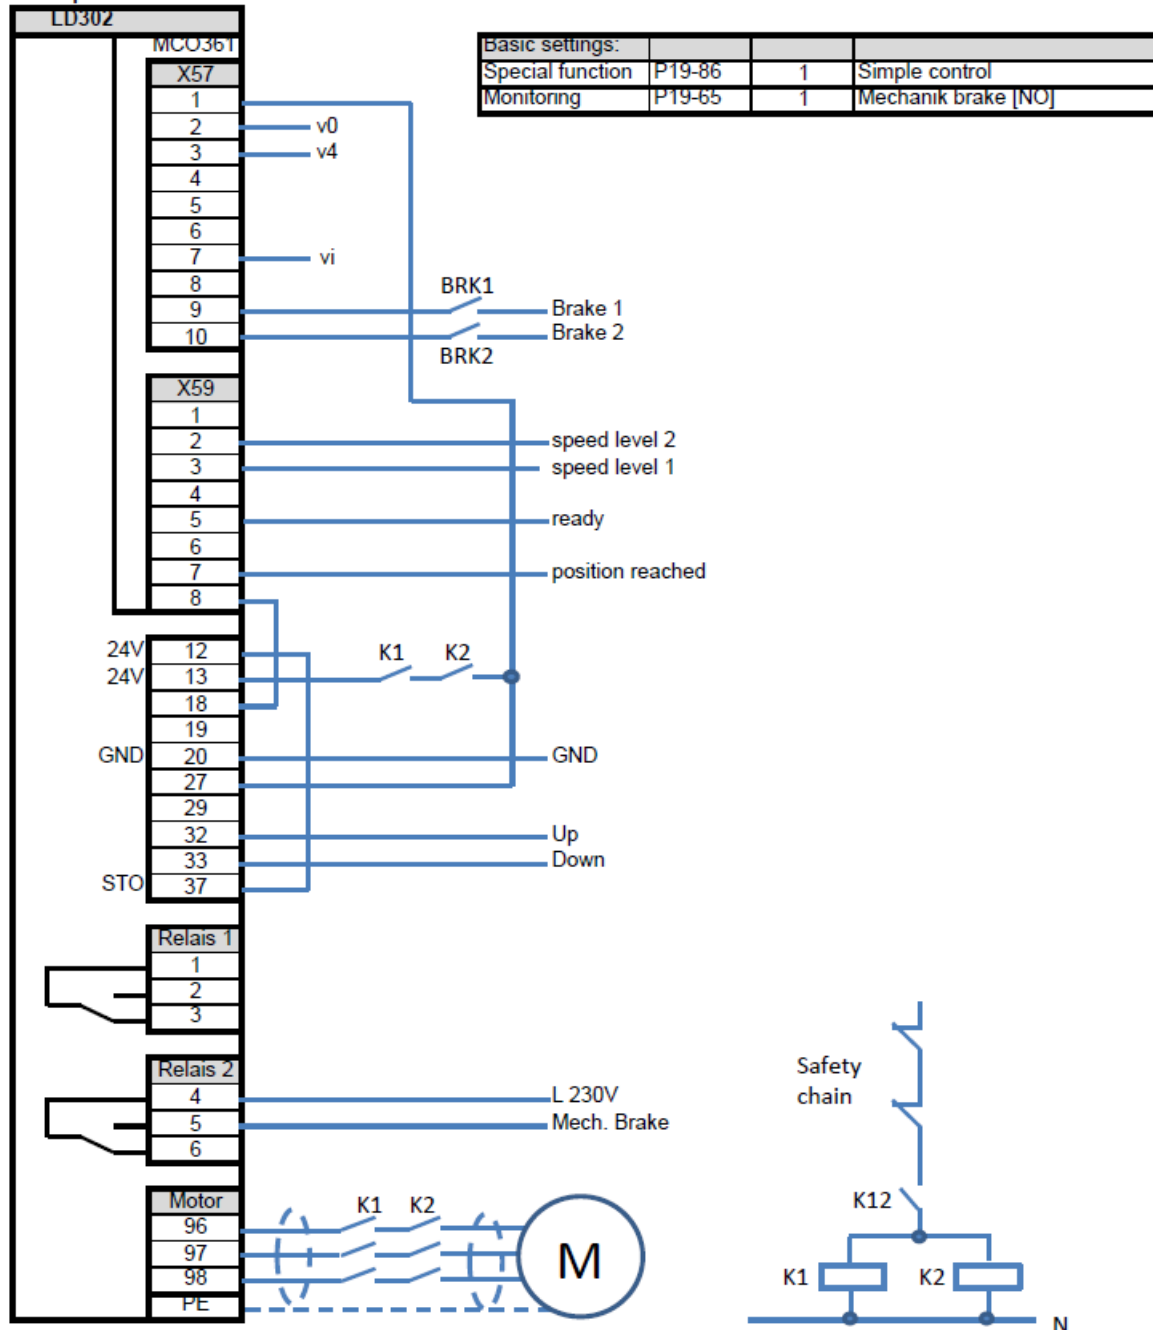 LD302
MCO361
Basic settings:
Special function P19-86 1 Simple control
Monitoring P19-65 1 Mechanik brake [NO]
X57
1
2 v0
3 v4
4
5
6
7 vi
8
BRK1
9 Brake 1
10 Brake 2
BRK2
X59
1
2 speed level 2
3 speed level 1
4
5 ready
6
7 position reached
8
24V 12
K1 K2
24V 13
18
19
GND 20 GND
27
29
32 Up
33 Down
STO 37
Relais 1
1
2
3
Relais 2
4 L 230V
5 Mech. Brake
6
Safety
chain
Motor
K1 K2
96
97
98
PE
M
K12
K1 K2
N